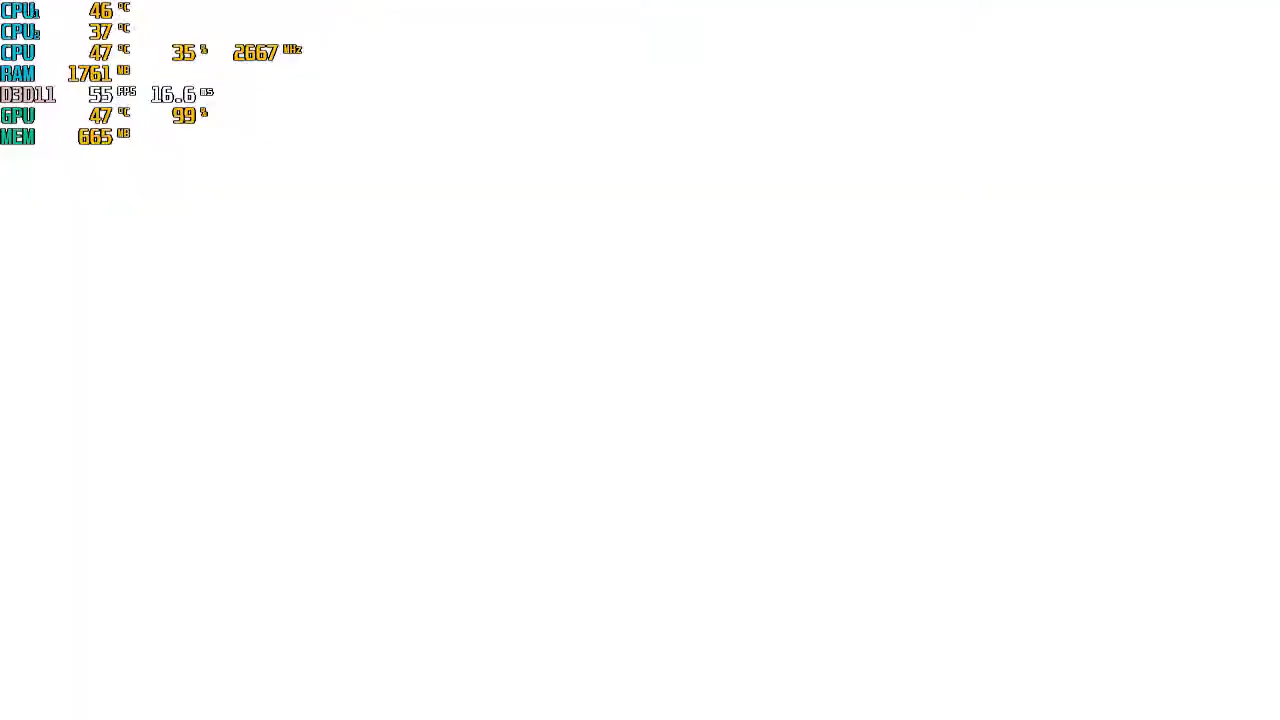 CPU1 46 °C
CPU2 37 °C
CPU 47 °C 35 % 2667 MHz
RAM 1761 MB
D3D11 55 FPS 16.6 ms
GPU 47 °C 99 %
MEM 665 MB